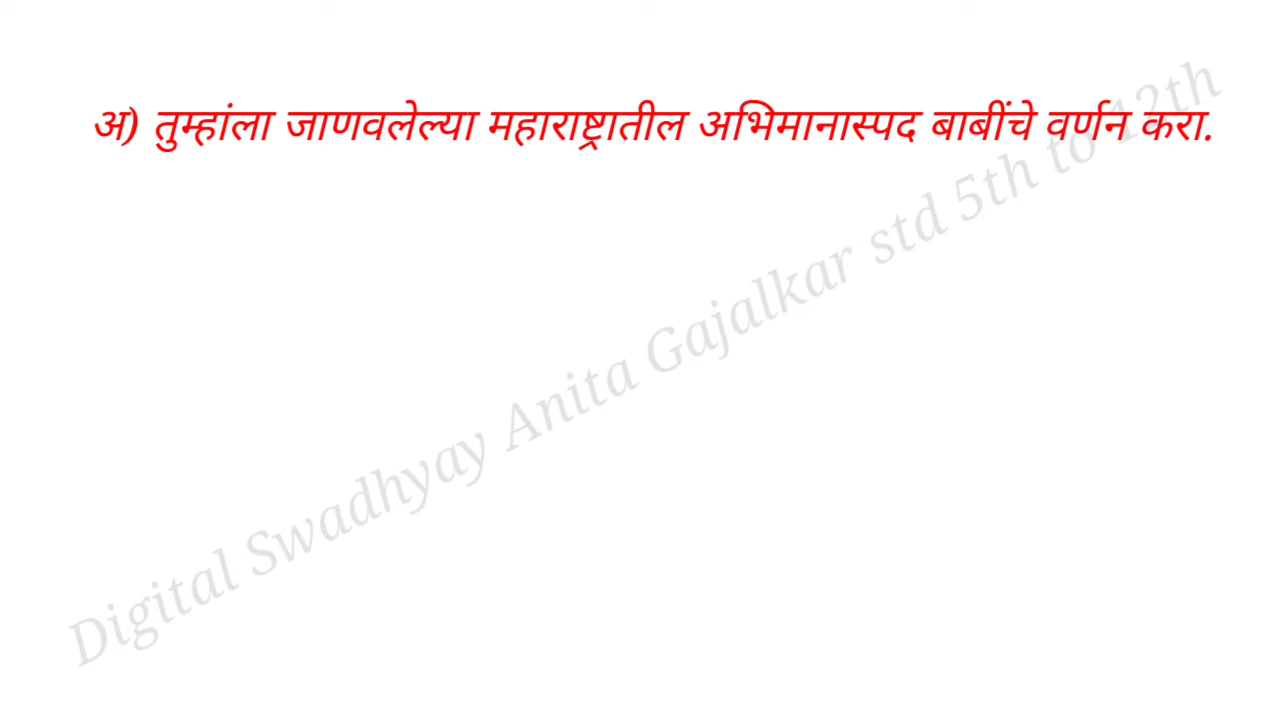 अ) तुम्हांला जाणवलेल्या महाराष्ट्रातील अभिमानास्पद बाबींचे वर्णन करा.
Digital Swadhyay Anita Gajalkar std 5th to 12th